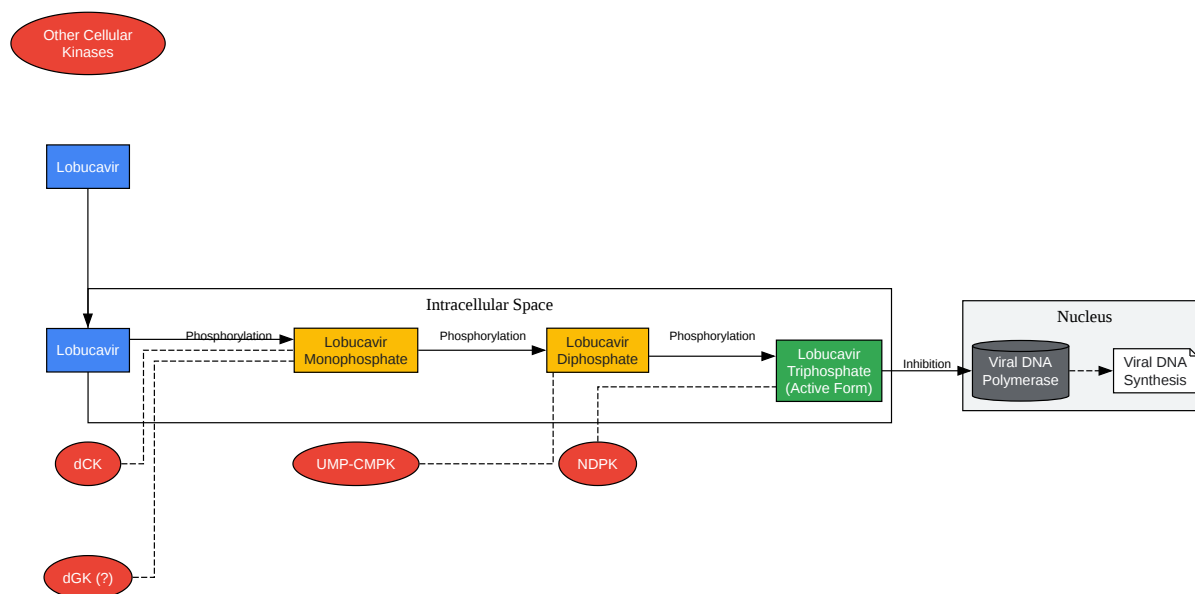 Other Cellular
Kinases
Lobucavir
Intracellular Space
Nucleus
Lobucavir
Phosphorylation
Lobucavir
Monophosphate
Phosphorylation
Lobucavir
Diphosphate
Phosphorylation
Lobucavir
Triphosphate
(Active Form)
Inhibition
Viral DNA
Polymerase
Viral DNA
Synthesis
dCK
UMP-CMPK
NDPK
dGK (?)